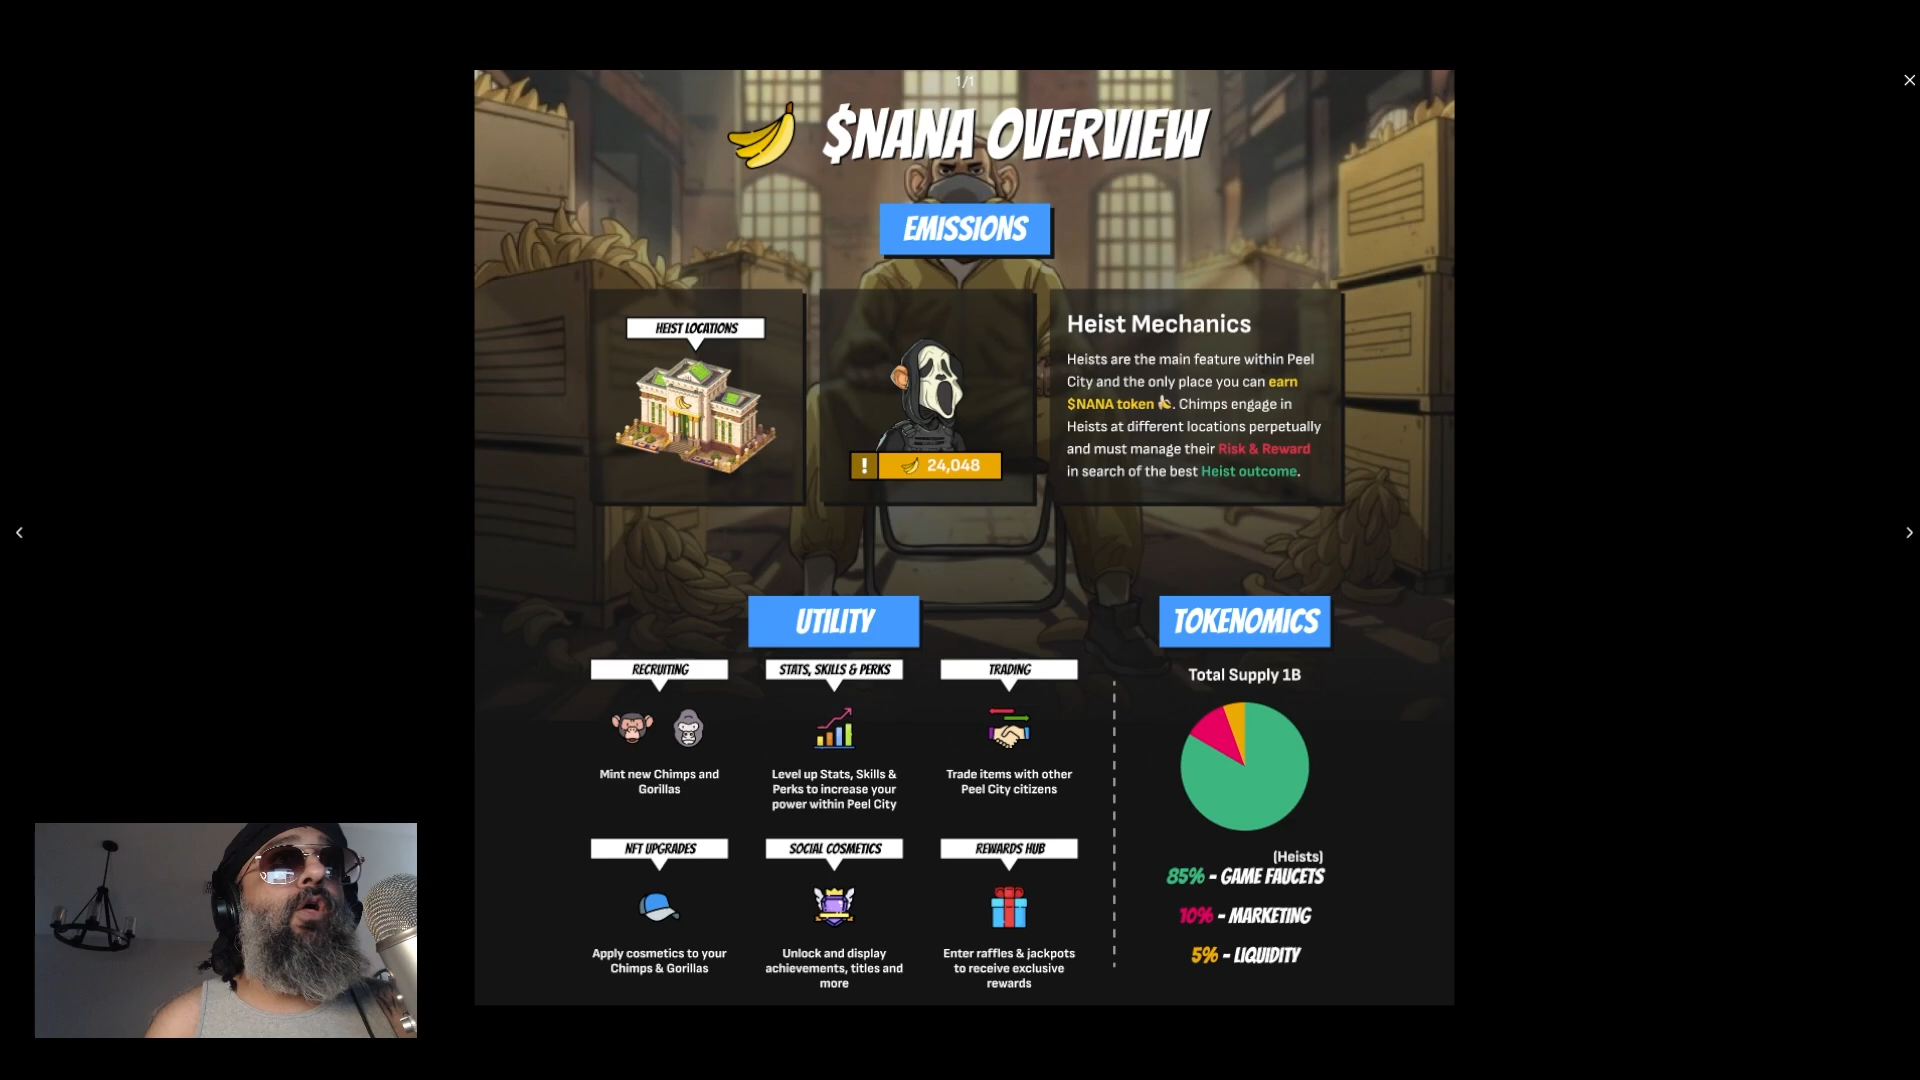 1/1
$NANA OVERVIEW
EMISSIONS
HEIST LOCATIONS
! 24,048
Heist Mechanics
Heists are the main feature within Peel
City and the only place you can earn
$NANA token. Chimps engage in
Heists at different locations perpetually
and must manage their Risk & Reward
in search of the best Heist outcome.
UTILITY
RECRUITING
Mint new Chimps and
Gorillas
STATS, SKILLS & PERKS
Level up Stats, Skills &
Perks to increase your
power within Peel City
TRADING
Trade items with other
Peel City citizens
NFT UPGRADES
Apply cosmetics to your
Chimps & Gorillas
SOCIAL COSMETICS
Unlock and display
achievements, titles and
more
REWARDS HUB
Enter raffles & jackpots
to receive exclusive
rewards
TOKENOMICS
Total Supply 1B
(Heists)
85% - GAME FAUCETS
10% - MARKETING
5% - LIQUIDITY